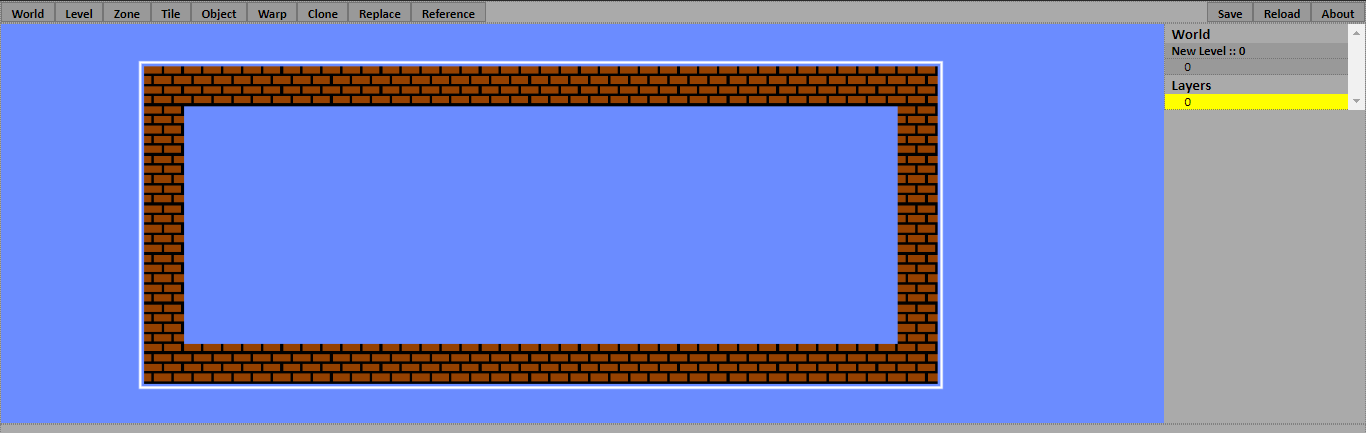 World Level Zone Tile Object Warp Clone Replace Reference Save Reload About
World
New Level :: 0
0
Layers
0